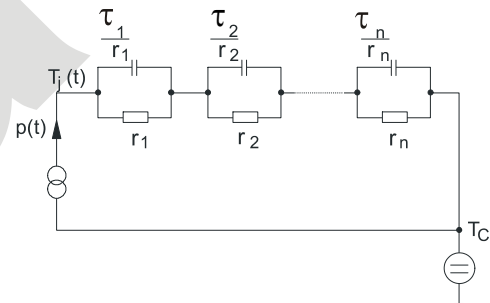 τ1 τ2 τn
r1 r2 rn
Tj (t)
p(t)
r1 r2 rn
TC